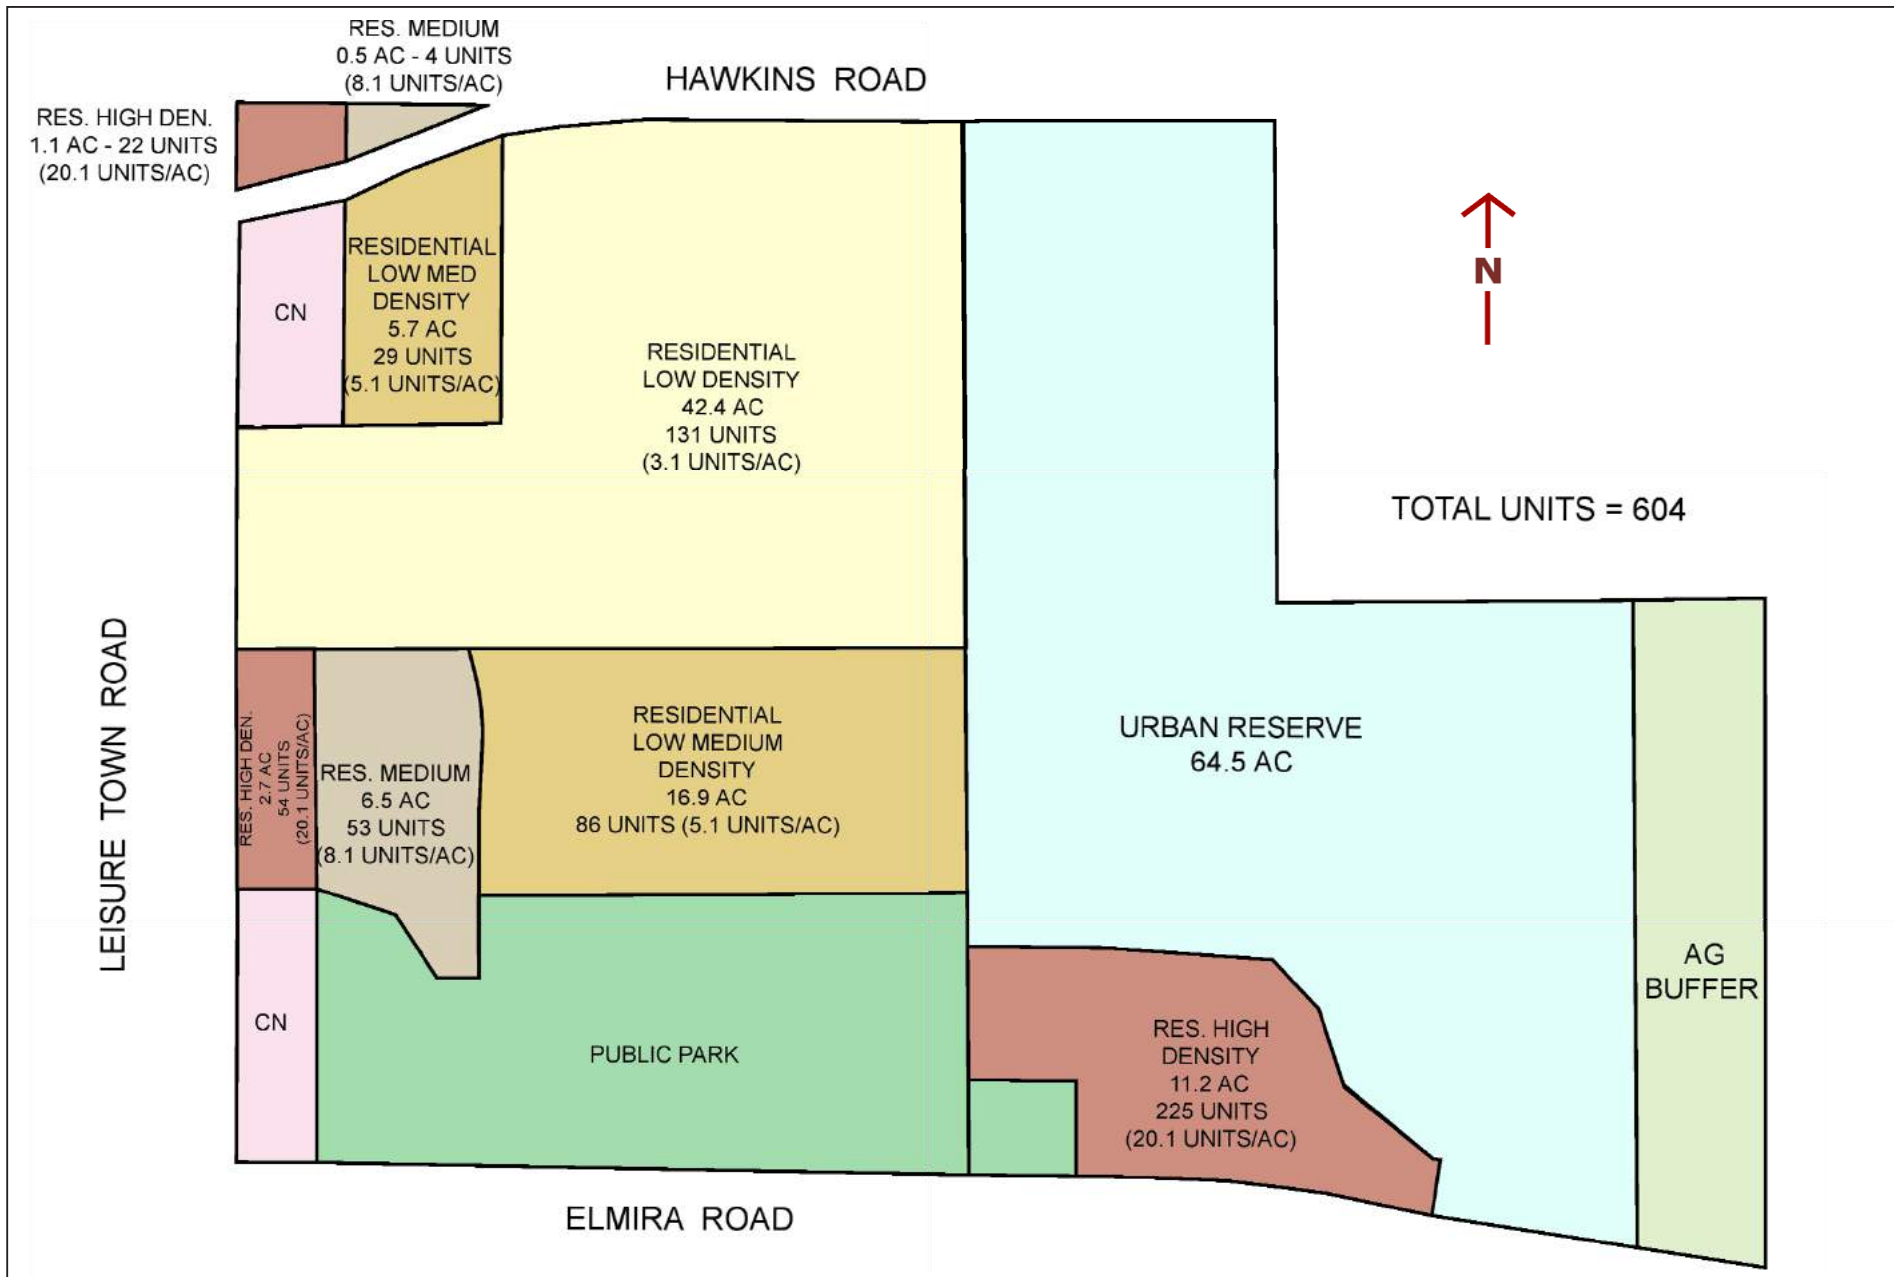 RES. MEDIUM
0.5 AC - 4 UNITS
(8.1 UNITS/AC)
HAWKINS ROAD
RES. HIGH DEN.
1.1 AC - 22 UNITS
(20.1 UNITS/AC)
N
CN
RESIDENTIAL
LOW MED
DENSITY
5.7 AC
29 UNITS
(5.1 UNITS/AC)
RESIDENTIAL
LOW DENSITY
42.4 AC
131 UNITS
(3.1 UNITS/AC)
TOTAL UNITS = 604
LEISURE TOWN ROAD
RES. HIGH DEN.
2.7 AC
54 UNITS
(20.1 UNITS/AC)
RES. MEDIUM
6.5 AC
53 UNITS
(8.1 UNITS/AC)
RESIDENTIAL
LOW MEDIUM
DENSITY
16.9 AC
86 UNITS (5.1 UNITS/AC)
URBAN RESERVE
64.5 AC
AG
BUFFER
CN
PUBLIC PARK
RES. HIGH
DENSITY
11.2 AC
225 UNITS
(20.1 UNITS/AC)
ELMIRA ROAD